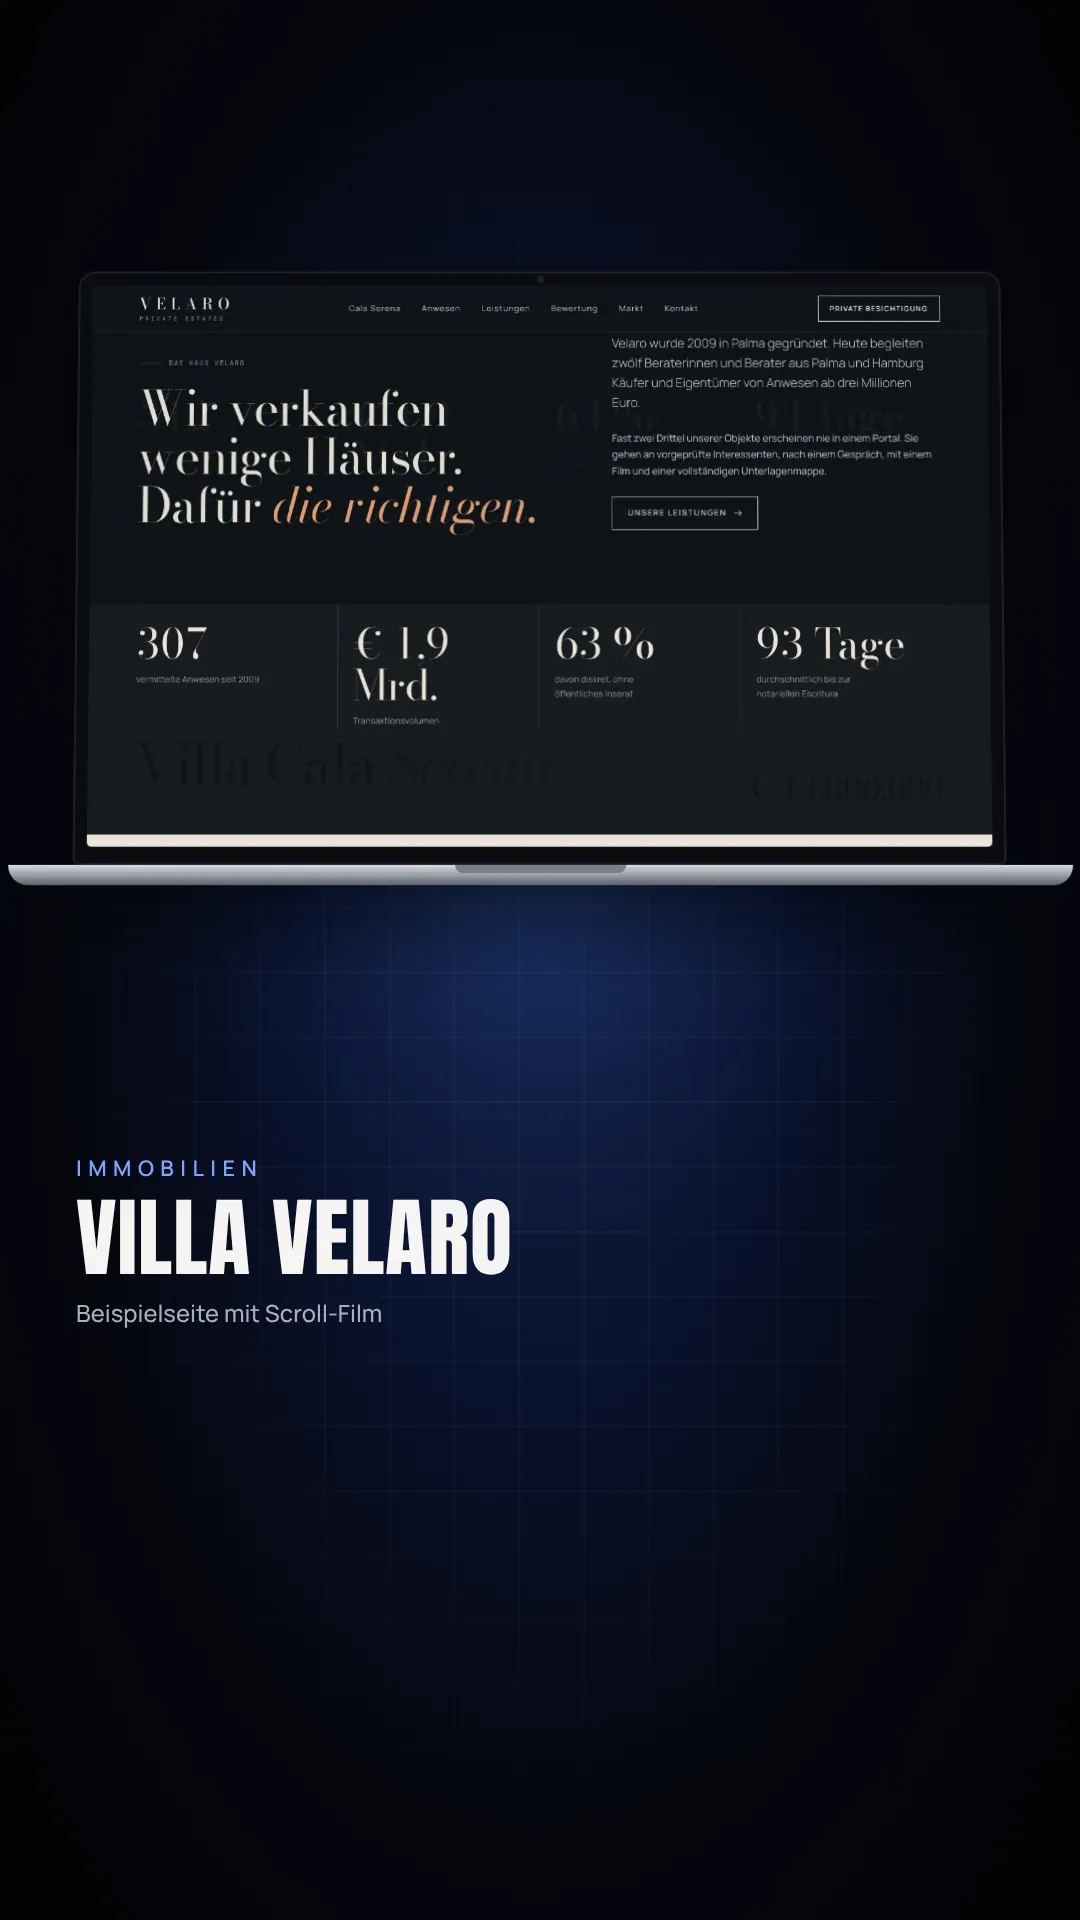 VELARO
PRIVATE ESTATES
Cala Serena
Anwesen
Leistungen
Bewertung
Markt
Kontakt
PRIVATE BESICHTIGUNG
DAS HAUS VELARO
Wir verkaufen
wenige Häuser.
Dafür die richtigen.
Velaro wurde 2009 in Palma gegründet. Heute begleiten
zwölf Beraterinnen und Berater aus Palma und Hamburg
Käufer und Eigentümer von Anwesen ab drei Millionen
Euro.
Fast zwei Drittel unserer Objekte erscheinen nie in einem Portal. Sie
gehen an vorgeprüfte Interessenten, nach einem Gespräch, mit einem
Film und einer vollständigen Unterlagenmappe.
UNSERE LEISTUNGEN →
307
vermittelte Anwesen seit 2009
€ 1.9
Mrd.
Transaktionsvolumen
63 %
davon diskret, ohne
öffentliches Inserat
93 Tage
durchschnittlich bis zur
notariellen Escritura
Villa Cala Serena
IMMOBILIEN
VILLA VELARO
Beispielseite mit Scroll-Film